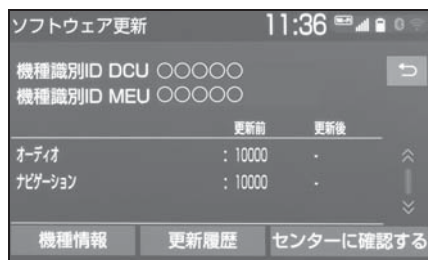 ソフトウェア更新 11:36
機種識別ID DCU ○○○○○
機種識別ID MEU ○○○○○
更新前 更新後
オーディオ : 10000 -
ナビゲーション : 10000 -
機種情報 更新履歴 センターに確認する